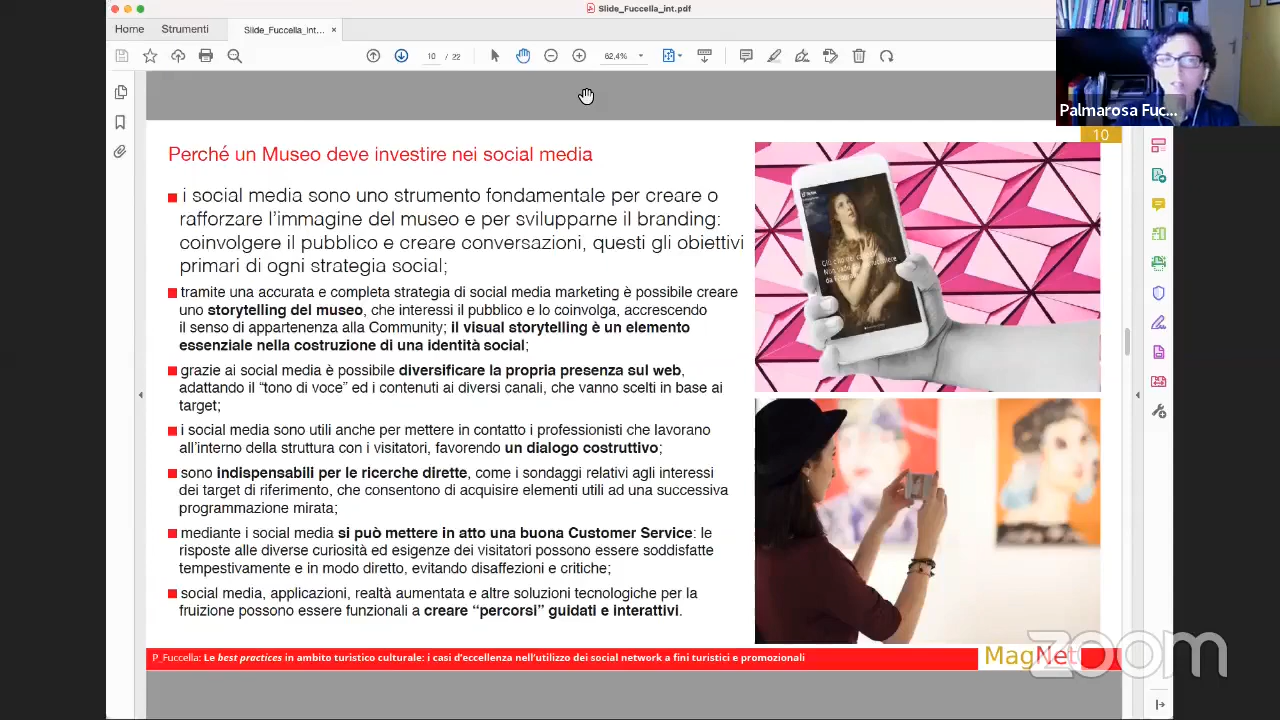 Slide_Fuccella_int.pdf
Home Strumenti Slide_Fuccella_int... ×
10 / 22 62,4%
Palmarosa Fuc...
10
Perché un Museo deve investire nei social media
i social media sono uno strumento fondamentale per creare o
rafforzare l'immagine del museo e per svilupparne il branding:
coinvolgere il pubblico e creare conversazioni, questi gli obiettivi
primari di ogni strategia social;
tramite una accurata e completa strategia di social media marketing è possibile creare
uno storytelling del museo, che interessi il pubblico e lo coinvolga, accrescendo
il senso di appartenenza alla Community; il visual storytelling è un elemento
essenziale nella costruzione di una identità social;
grazie ai social media è possibile diversificare la propria presenza sul web,
adattando il “tono di voce” ed i contenuti ai diversi canali, che vanno scelti in base ai
target;
i social media sono utili anche per mettere in contatto i professionisti che lavorano
all'interno della struttura con i visitatori, favorendo un dialogo costruttivo;
sono indispensabili per le ricerche dirette, come i sondaggi relativi agli interessi
dei target di riferimento, che consentono di acquisire elementi utili ad una successiva
programmazione mirata;
mediante i social media si può mettere in atto una buona Customer Service: le
risposte alle diverse curiosità ed esigenze dei visitatori possono essere soddisfatte
tempestivamente e in modo diretto, evitando disaffezioni e critiche;
social media, applicazioni, realtà aumentata e altre soluzioni tecnologiche per la
fruizione possono essere funzionali a creare “percorsi” guidati e interattivi.
P_Fuccella: Le best practices in ambito turistico culturale: i casi d'eccellenza nell'utilizzo dei social network a fini turistici e promozionali
MagNet
zoom